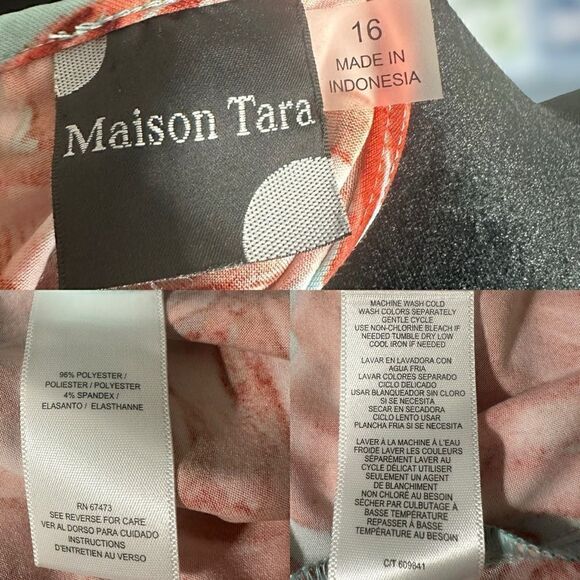 Maison Tara
16
MADE IN
INDONESIA
96% POLYESTER /
POLIESTER / POLYESTER
4% SPANDEX /
ELASANTO / ELASTHANNE
RN 67473
SEE REVERSE FOR CARE
VER AL DORSO PARA CUIDADO
INSTRUCTIONS
D'ENTRETIEN AU VERSO
MACHINE WASH COLD
WASH COLORS SEPARATELY
GENTLE CYCLE
USE NON-CHLORINE BLEACH IF
NEEDED TUMBLE DRY LOW
COOL IRON IF NEEDED
LAVAR EN LAVADORA CON
AGUA FRIA
LAVAR COLORES SEPARADO
CICLO DELICADO
USAR BLANQUEADOR SIN CLORO
SI SE NECESITA
SECAR EN SECADORA
CICLO LENTO USAR
PLANCHA FRIA SI SE NECESITA
LAVER À LA MACHINE À L'EAU
FROIDE LAVER LES COULEURS
SÉPARÉMENT LAVER AU
CYCLE DÉLICAT UTILISER
SEULEMENT UN AGENT
DE BLANCHIMENT
NON CHLORÉ AU BESOIN
SÉCHER PAR CULBUTAGE À
BASSE TEMPÉRATURE
REPASSER À BASSER
TEMPÉRATURE AU BESOIN
C/T 609841